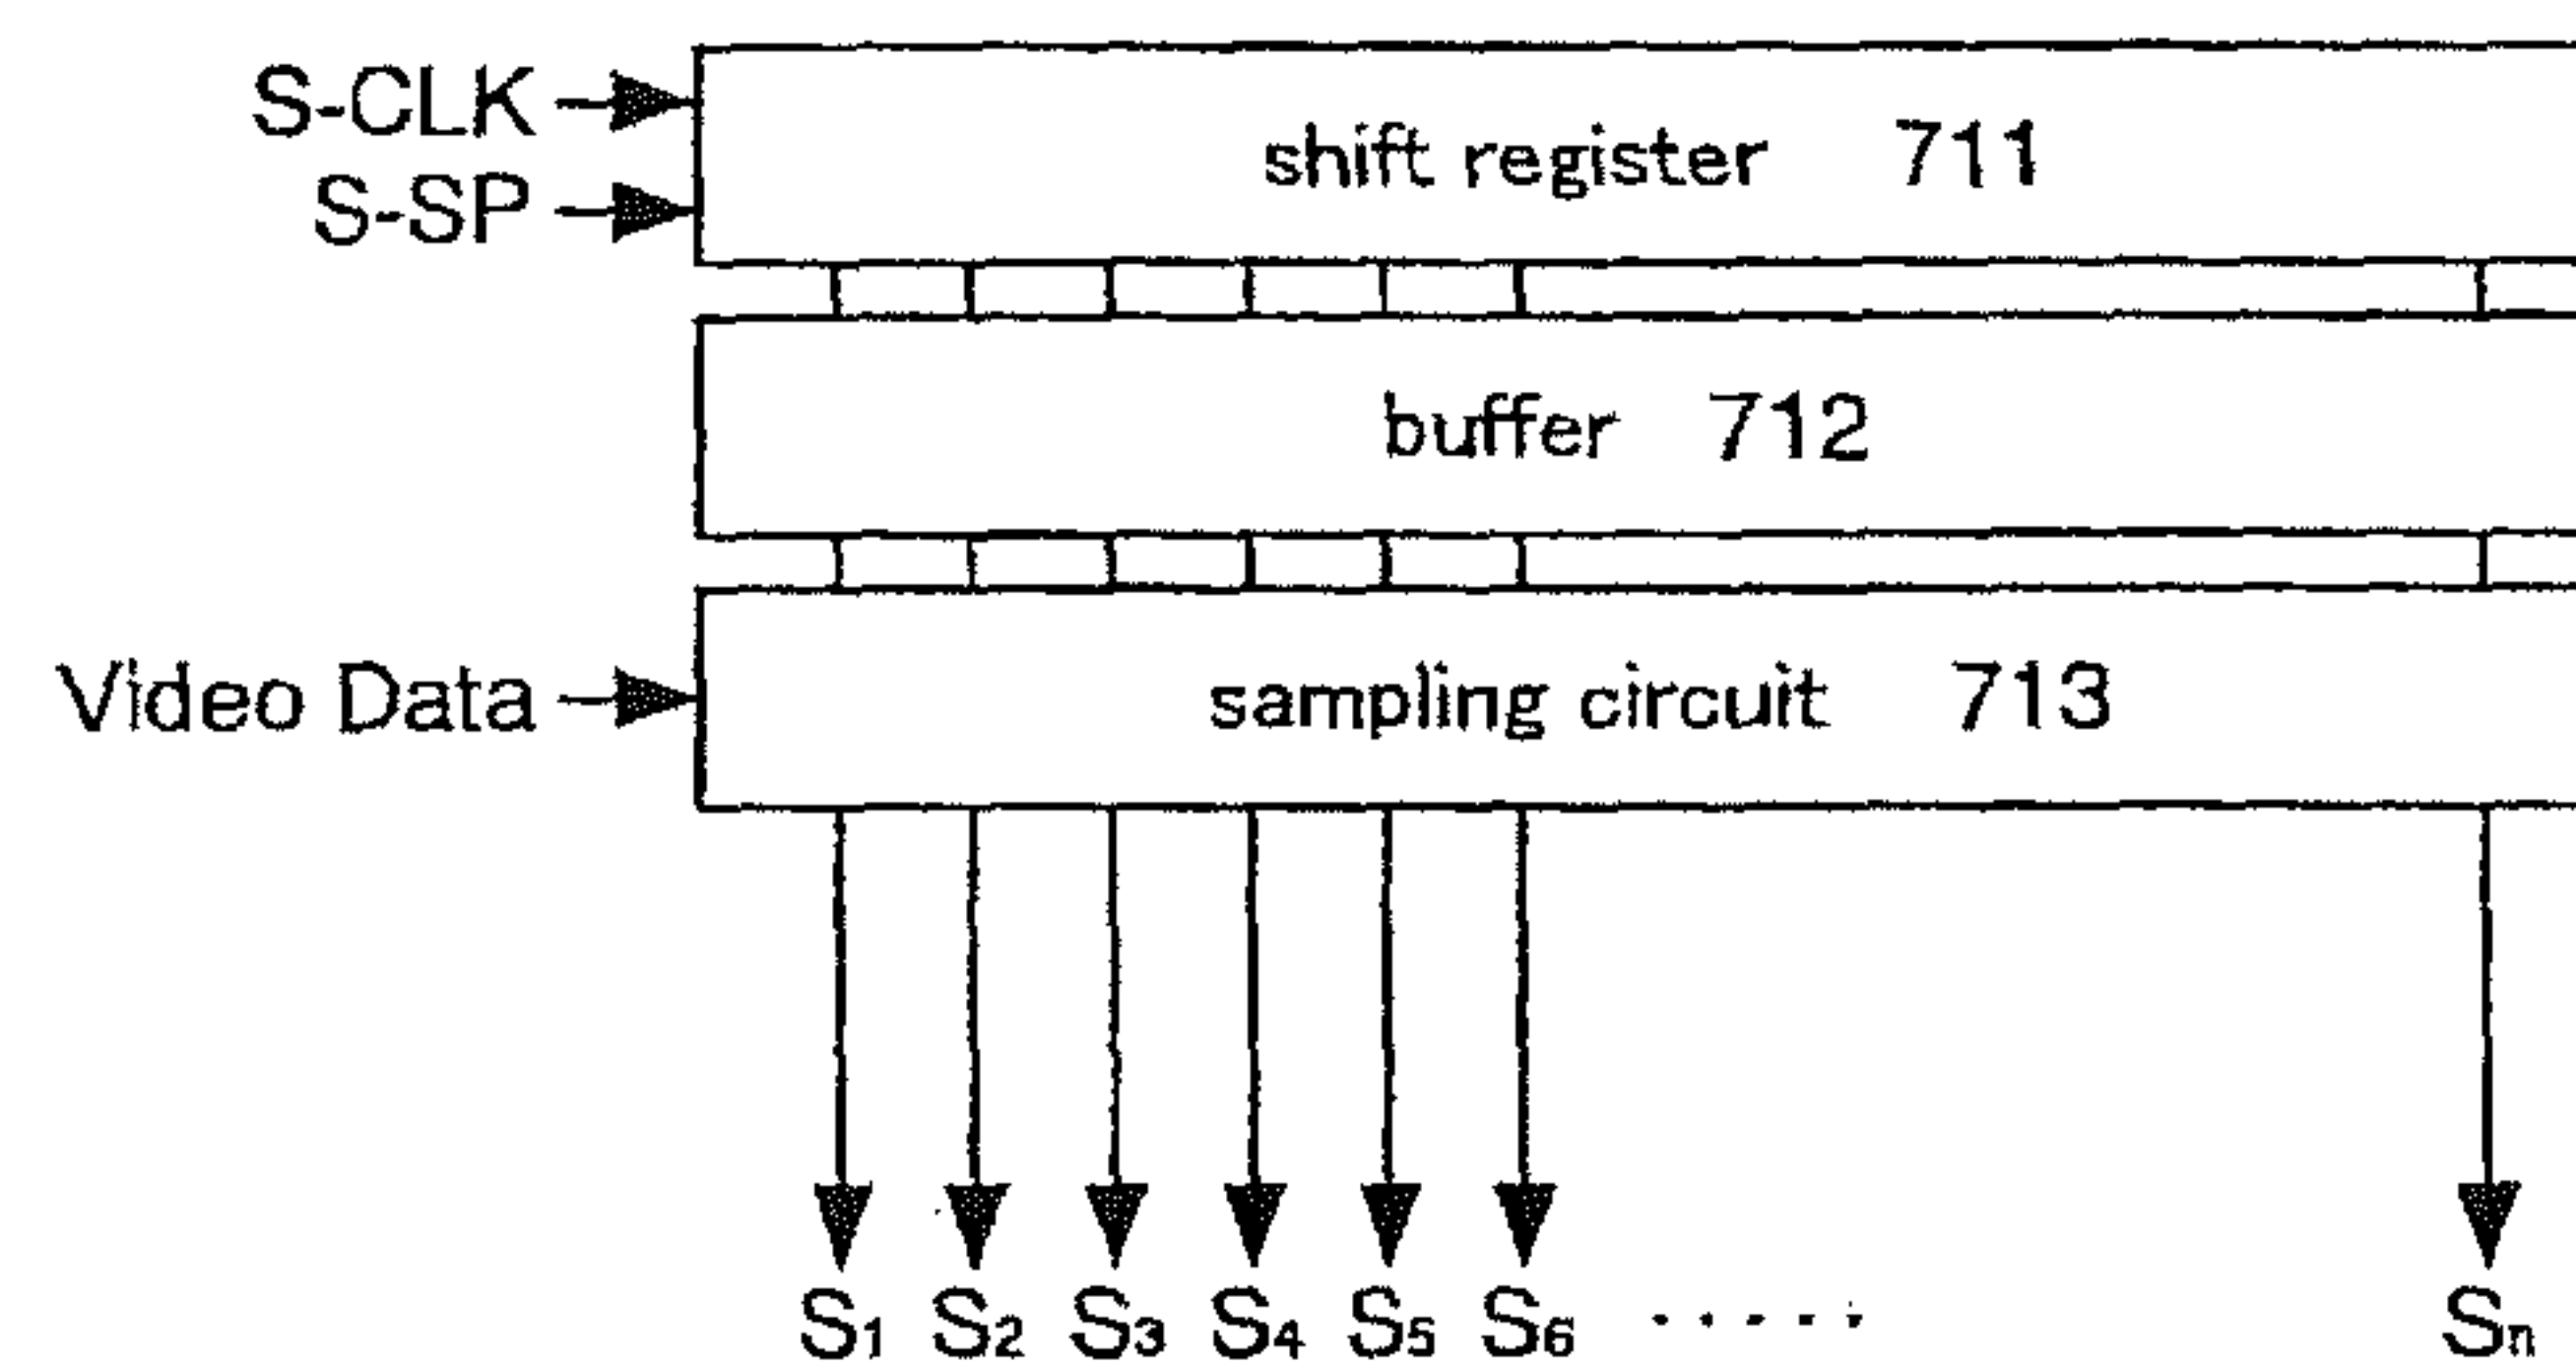 S-CLK
S-SP
shift register 711
buffer 712
Video Data
sampling circuit 713
S1 S2 S3 S4 S5 S6 ····· Sn